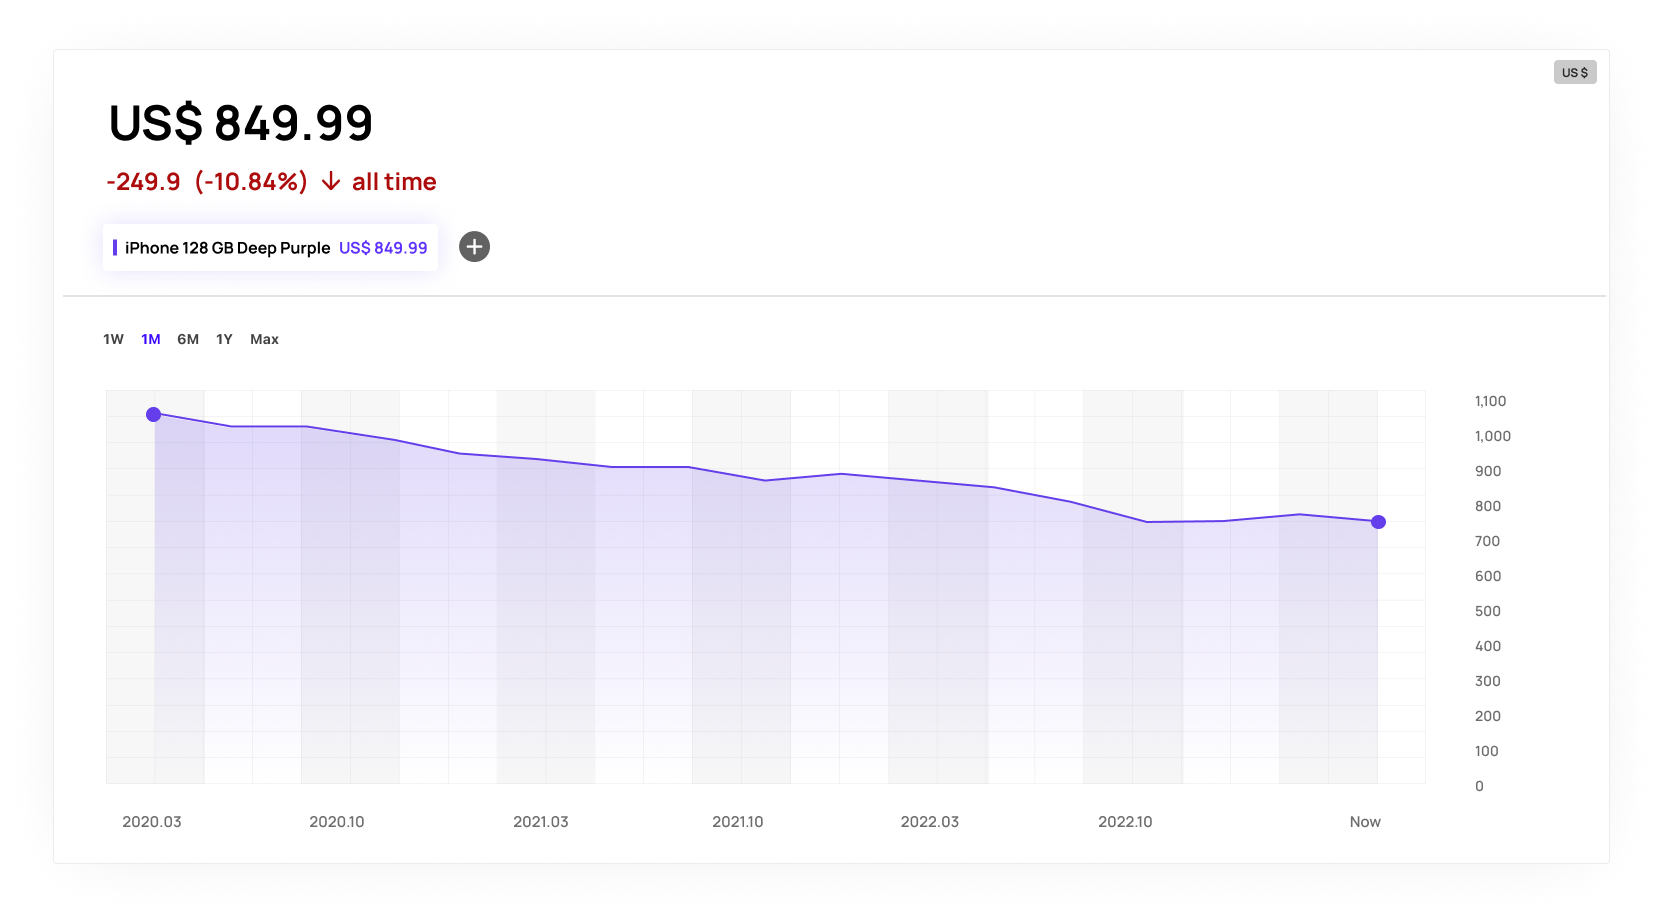 US $
US$ 849.99
-249.9 (-10.84%) ↓ all time
iPhone 128 GB Deep Purple US$ 849.99
1W 1M 6M 1Y Max
1,100
1,000
900
800
700
600
500
400
300
200
100
0
2020.03 2020.10 2021.03 2021.10 2022.03 2022.10 Now